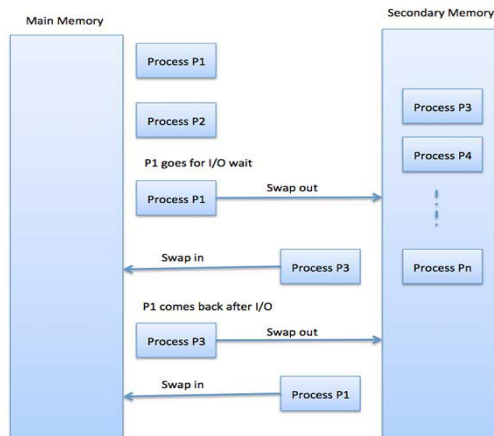 Main Memory
Secondary Memory
Process P1
Process P2
Process P3
Process P4
P1 goes for I/O wait
Process P1
Swap out
Swap in
Process P3
Process Pn
P1 comes back after I/O
Process P3
Swap out
Swap in
Process P1